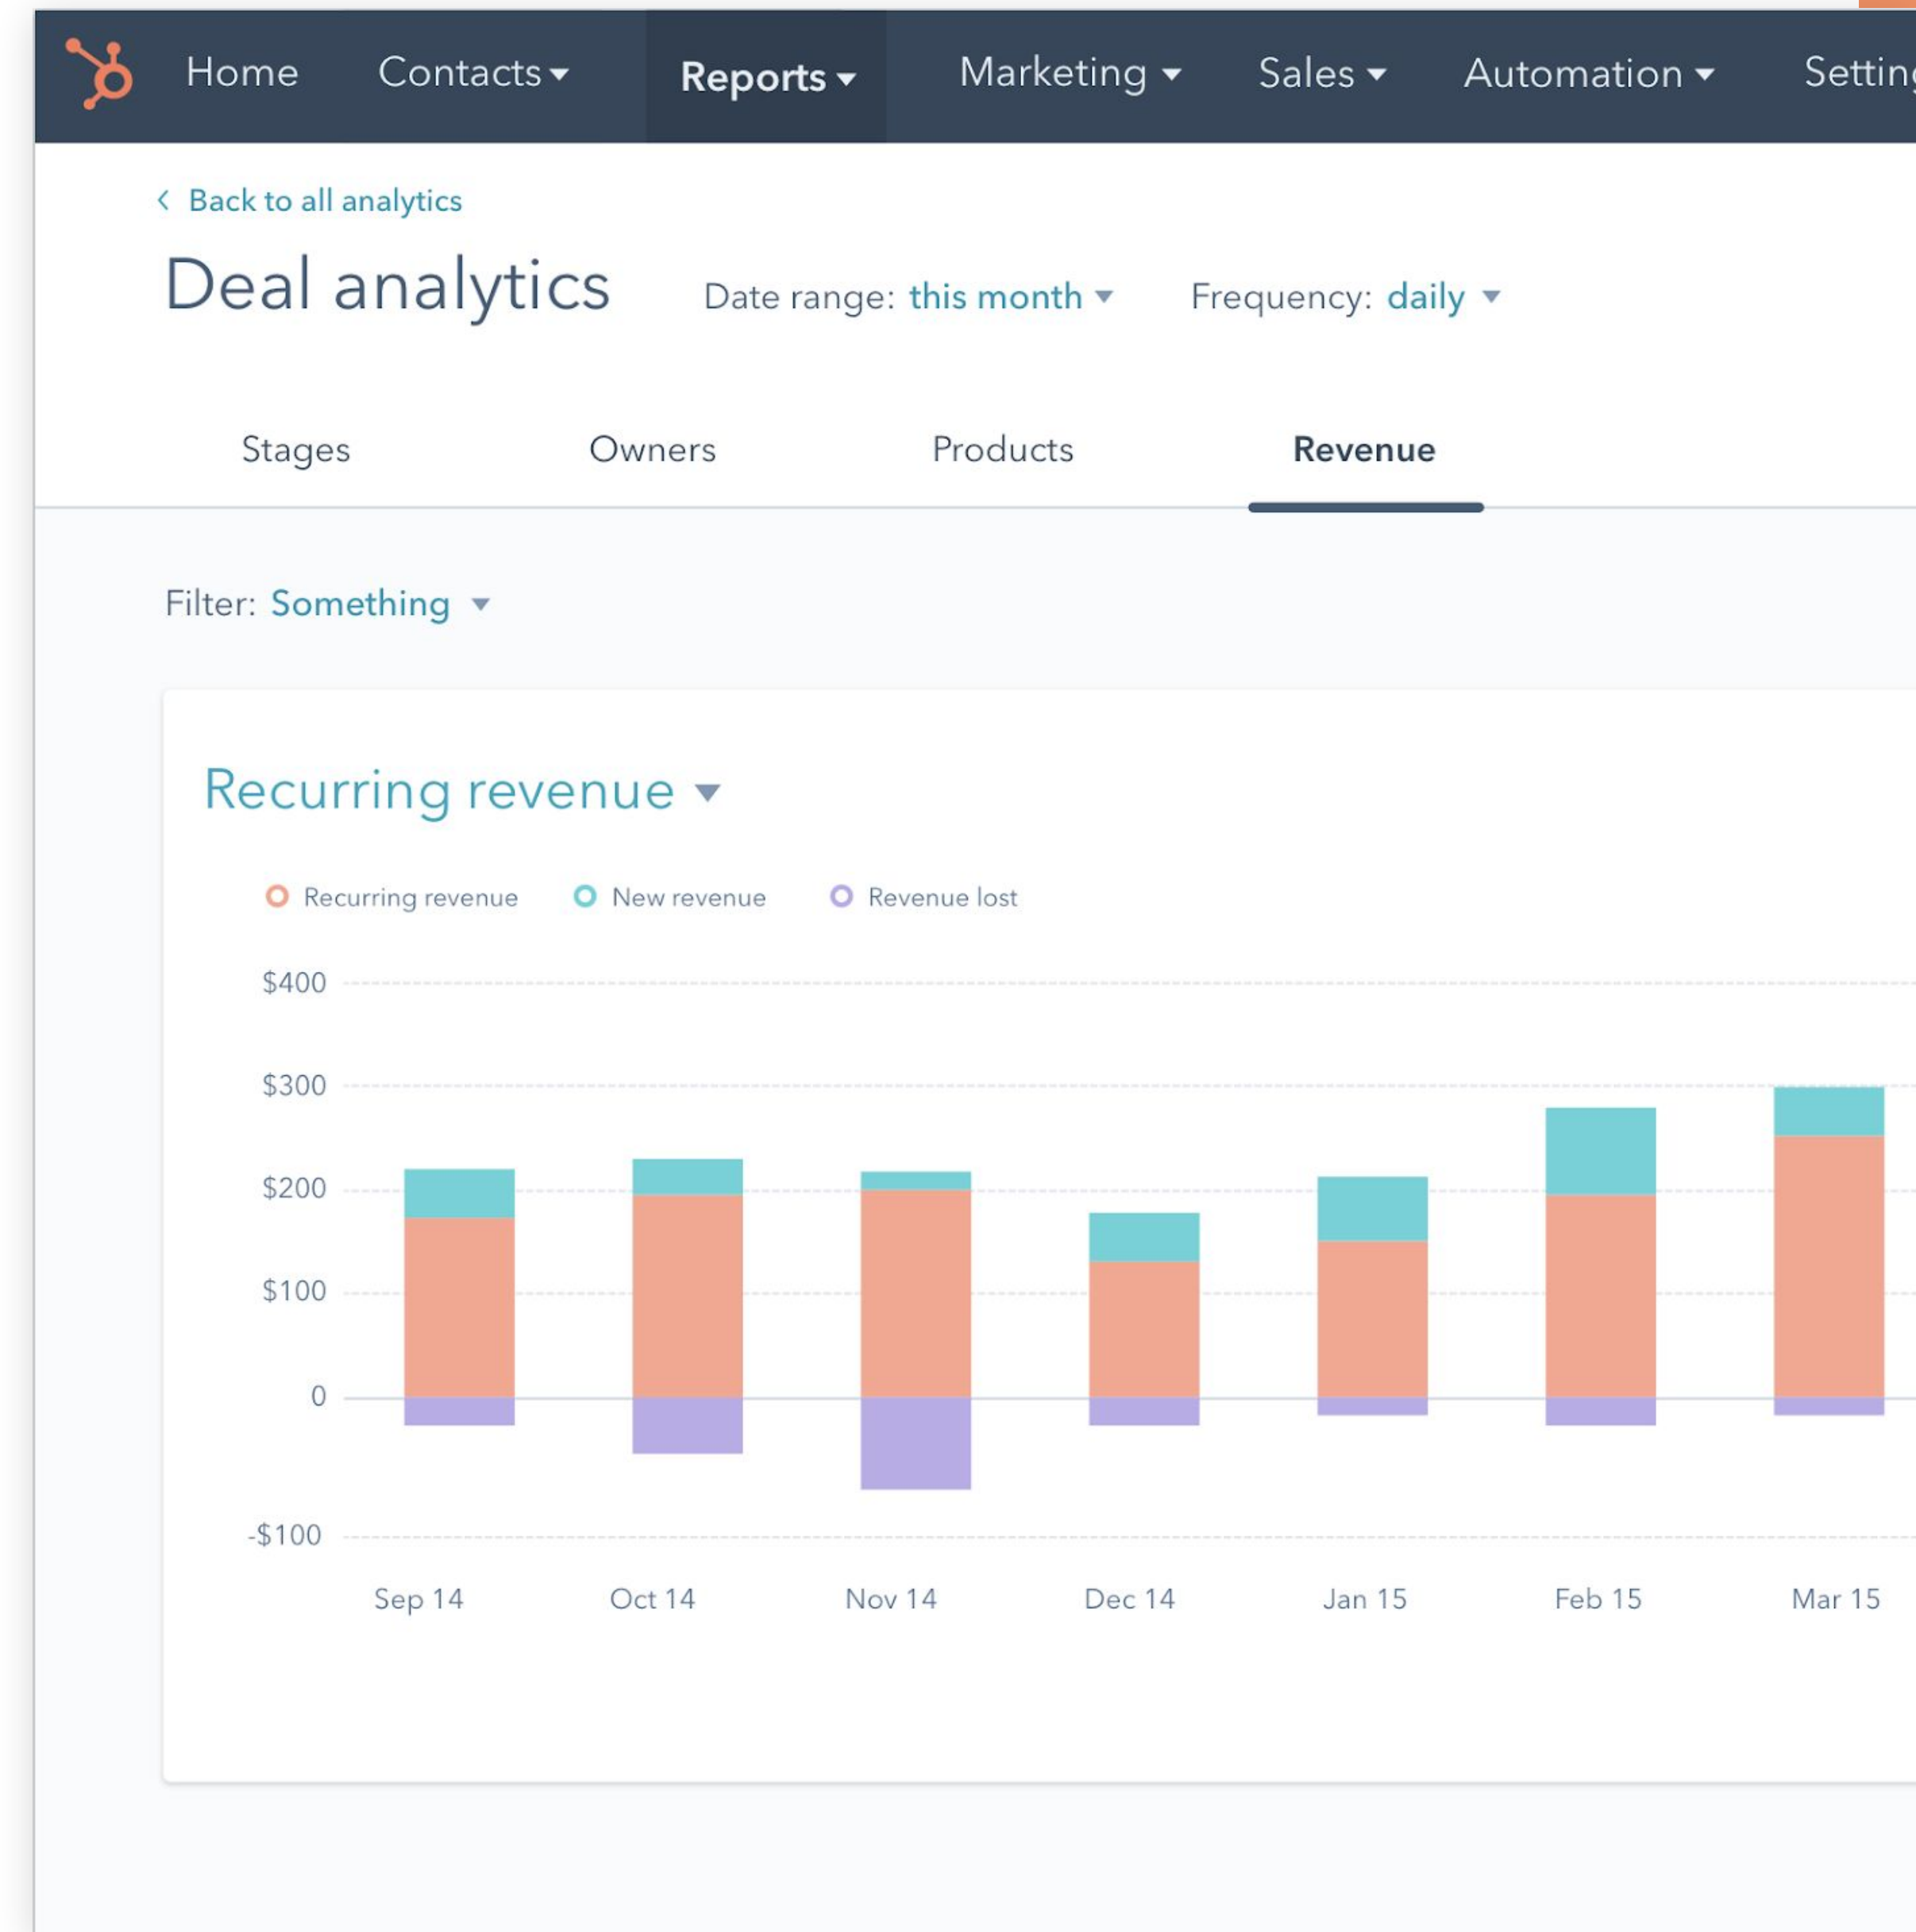 Home Contacts Reports Marketing Sales Automation Settin
Back to all analytics
Deal analytics Date range: this month Frequency: daily
Stages Owners Products Revenue
Filter: Something
Recurring revenue
Recurring revenue New revenue Revenue lost
$400
$300
$200
$100
0
-$100
Sep 14 Oct 14 Nov 14 Dec 14 Jan 15 Feb 15 Mar 15